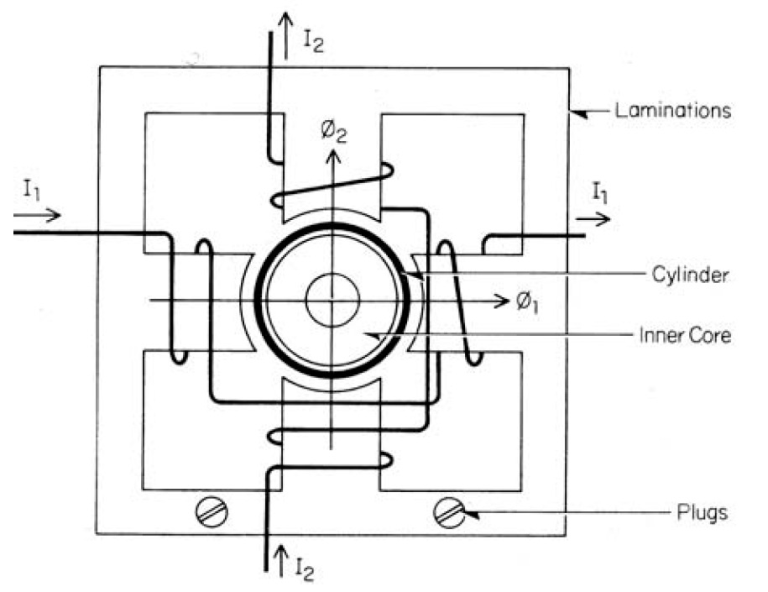 I2
Laminations
Ø2
I1
I1
Cylinder
Ø1
Inner Core
Plugs
I2